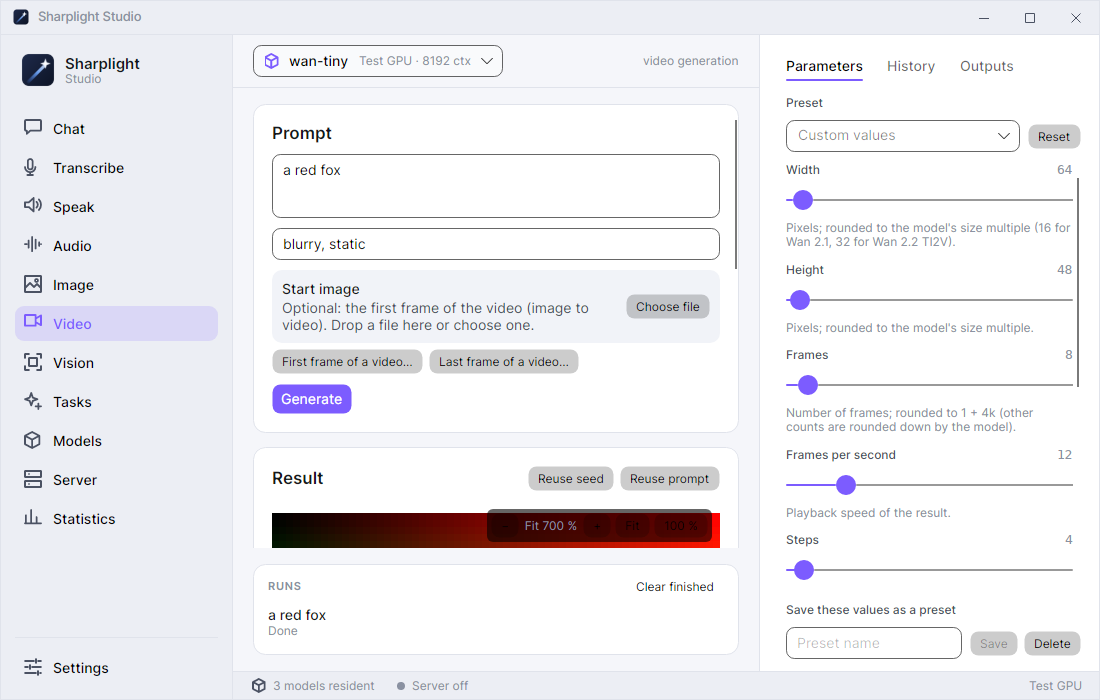 Sharplight Studio
Sharplight
Studio
Chat
Transcribe
Speak
Audio
Image
Video
Vision
Tasks
Models
Server
Statistics
Settings
wan-tiny Test GPU · 8192 ctx
video generation
Prompt
a red fox
blurry, static
Start image
Optional: the first frame of the video (image to
video). Drop a file here or choose one.
Choose file
First frame of a video... Last frame of a video...
Generate
Result
Reuse seed Reuse prompt
− Fit 700 % + Fit 100 %
RUNS
Clear finished
a red fox
Done
Parameters History Outputs
Preset
Custom values
Reset
Width 64
Pixels; rounded to the model's size multiple (16 for
Wan 2.1, 32 for Wan 2.2 TI2V).
Height 48
Pixels; rounded to the model's size multiple.
Frames 8
Number of frames; rounded to 1 + 4k (other
counts are rounded down by the model).
Frames per second 12
Playback speed of the result.
Steps 4
Save these values as a preset
Preset name
Save Delete
3 models resident
Server off
Test GPU